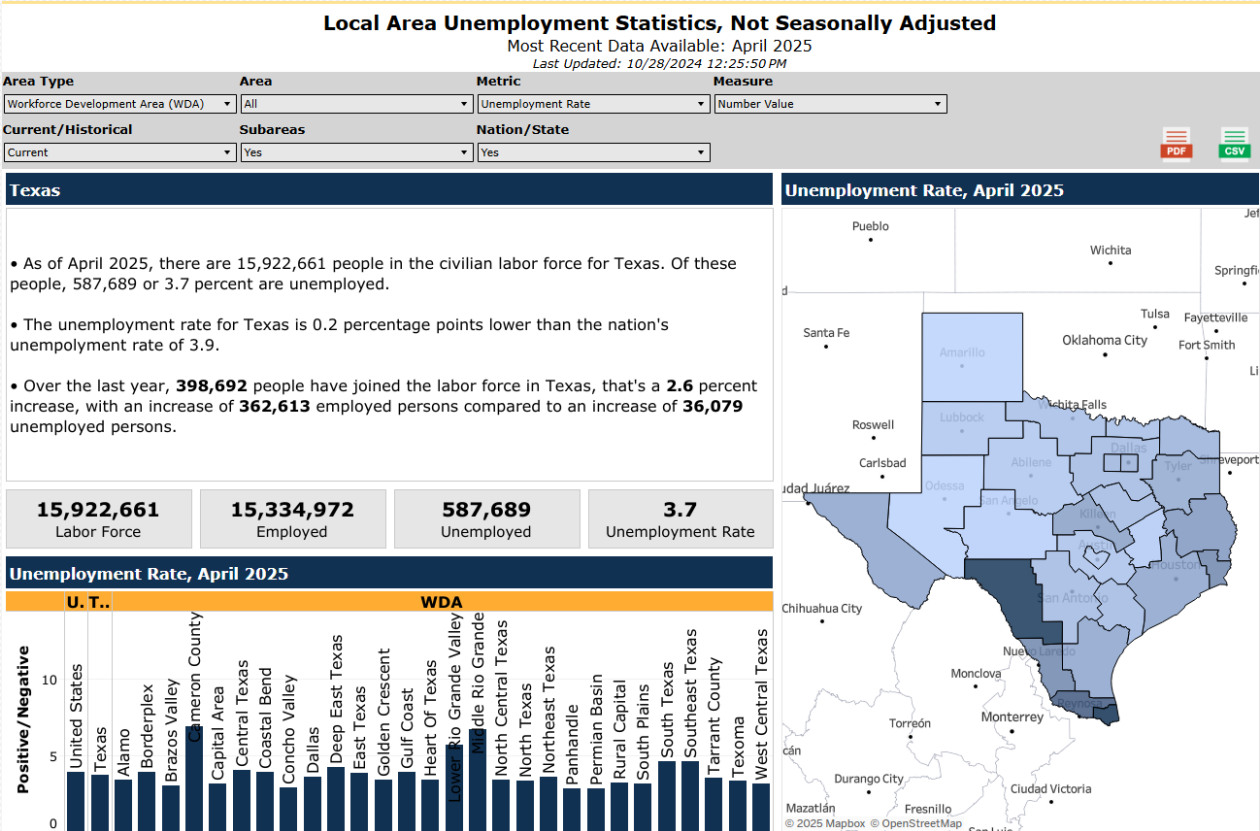 Local Area Unemployment Statistics, Not Seasonally Adjusted
Most Recent Data Available: April 2025
Last Updated: 10/28/2024 12:25:50 PM
Area Type
Area
Metric
Measure
Workforce Development Area (WDA)
All
Unemployment Rate
Number Value
Current/Historical
Subareas
Nation/State
Current
Yes
Yes
PDF
CSV
Texas
• As of April 2025, there are 15,922,661 people in the civilian labor force for Texas. Of these
people, 587,689 or 3.7 percent are unemployed.
• The unemployment rate for Texas is 0.2 percentage points lower than the nation's
unempolyment rate of 3.9.
• Over the last year, 398,692 people have joined the labor force in Texas, that's a 2.6 percent
increase, with an increase of 362,613 employed persons compared to an increase of 36,079
unemployed persons.
15,922,661
Labor Force
15,334,972
Employed
587,689
Unemployed
3.7
Unemployment Rate
Unemployment Rate, April 2025
U.
T..
WDA
Positive/Negative
10
5
0
United States
Texas
Alamo
Borderplex
Brazos Valley
Cameron County
Capital Area
Central Texas
Coastal Bend
Concho Valley
Dallas
Deep East Texas
East Texas
Golden Crescent
Gulf Coast
Heart Of Texas
Lower Rio Grande Valley
Middle Rio Grande
North Central Texas
North Texas
Northeast Texas
Panhandle
Permian Basin
Rural Capital
South Plains
South Texas
Southeast Texas
Tarrant County
Texoma
West Central Texas
Unemployment Rate, April 2025
Jef
Pueblo
Wichita
Springfi
d
Tulsa
Fayetteville
Santa Fe
Oklahoma City
Fort Smith
Amarillo
Li
Wichita Falls
Lubbock
Roswell
Dallas
Carlsbad
Abilene
Tyler
Shreveport
udad Juárez
Odessa
San Angelo
Killeen
Austin
Houston
San Antonio
Chihuahua City
Nuevo Laredo
Monclova
Reynosa
Torreón
Monterrey
cán
Durango City
Ciudad Victoria
Mazatlán
Fresnillo
© 2025 Mapbox © OpenStreetMap
San Luis